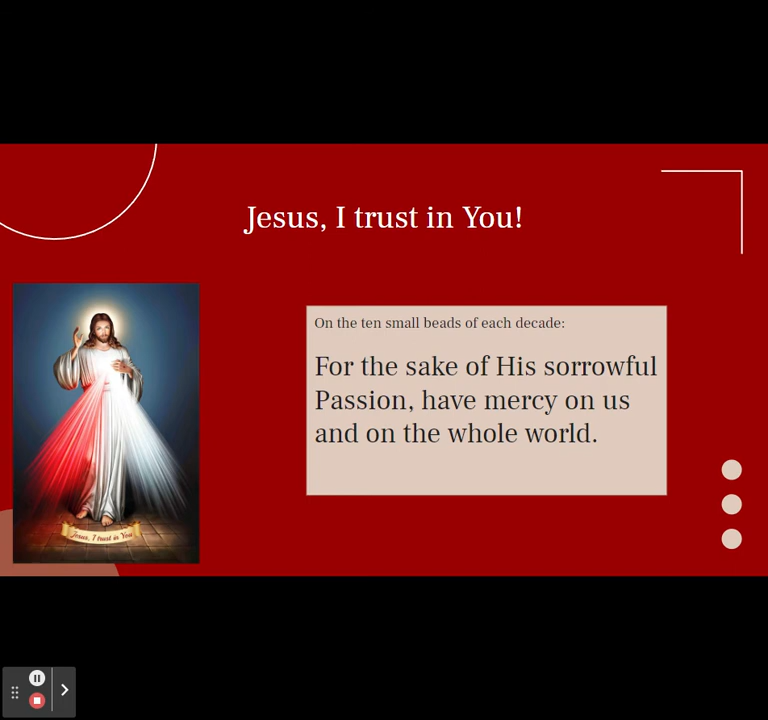 Jesus, I trust in You!
On the ten small beads of each decade:
For the sake of His sorrowful
Passion, have mercy on us
and on the whole world.
Jesus, I trust in You